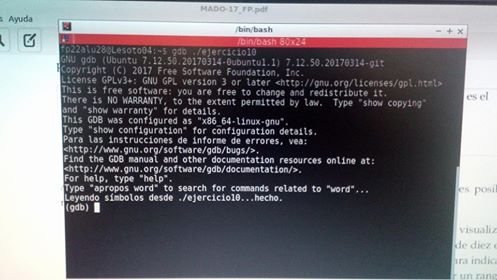 MADO-17_FP.pdf
Ayuda
/bin/bash
/bin/bash 80x24
fp22alu28@Lesoto04:~$ gdb ./ejercicio10
GNU gdb (Ubuntu 7.12.50.20170314-0ubuntu1.1) 7.12.50.20170314-git
Copyright (C) 2017 Free Software Foundation, Inc.
License GPLv3+: GNU GPL version 3 or later <http://gnu.org/licenses/gpl.html>
This is free software: you are free to change and redistribute it.
There is NO WARRANTY, to the extent permitted by law.  Type "show copying"
and "show warranty" for details.
This GDB was configured as "x86_64-linux-gnu".
Type "show configuration" for configuration details.
Para las instrucciones de informe de errores, vea:
<http://www.gnu.org/software/gdb/bugs/>.
Find the GDB manual and other documentation resources online at:
<http://www.gnu.org/software/gdb/documentation/>.
For help, type "help".
Type "apropos word" to search for commands related to "word"...
Leyendo símbolos desde ./ejercicio10...hecho.
(gdb)
es el
es posib
visualiz
de diez e
ara indica
r un rang